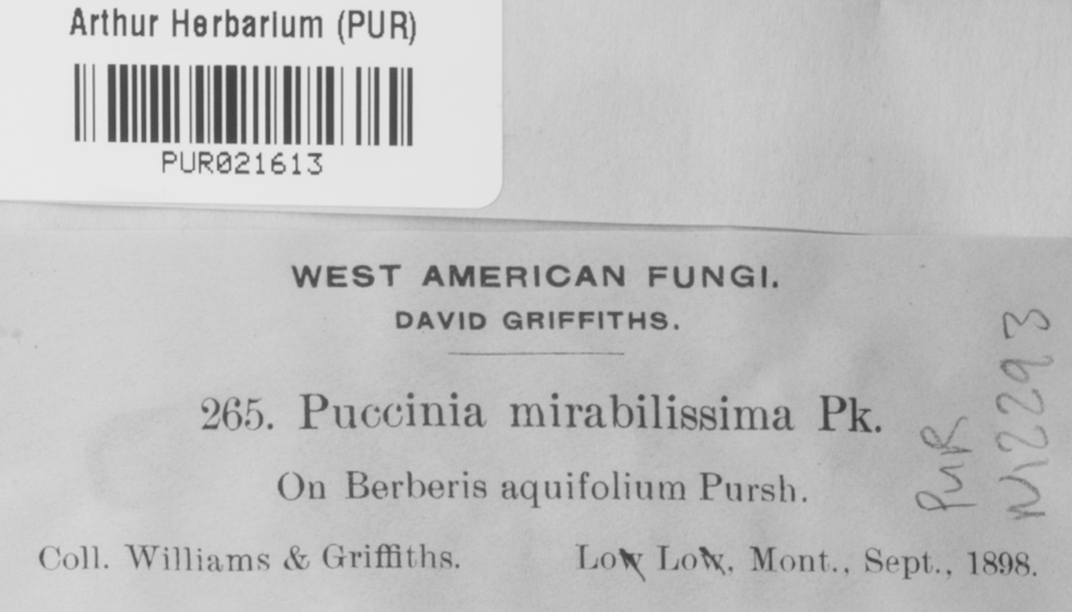 Arthur Herbarium (PUR)
PUR021613
WEST AMERICAN FUNGI.
DAVID GRIFFITHS.
265. Puccinia mirabilissima Pk.
On Berberis aquifolium Pursh.
Coll. Williams & Griffiths.
Mont., Sept., 1898.
PUR
N12293